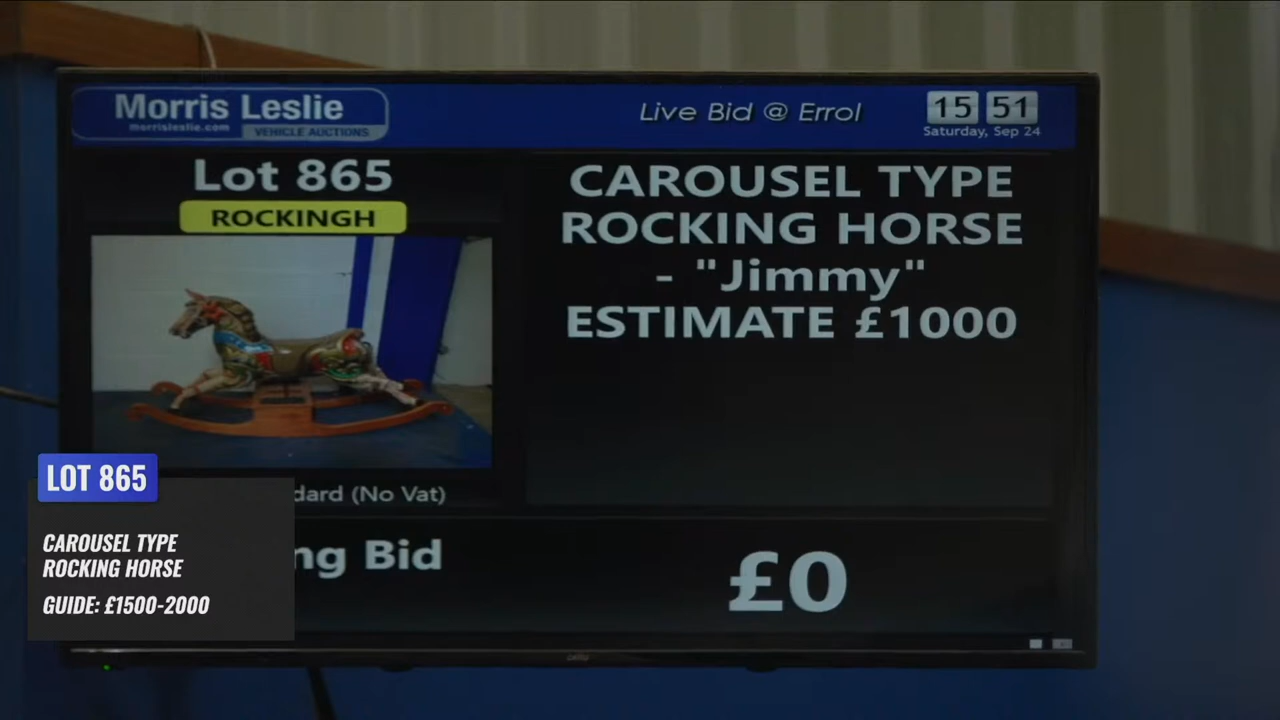 Morris Leslie
morrisleslie.com
VEHICLE AUCTIONS
Live Bid @ Errol
15 51
Saturday, Sep 24
Lot 865
ROCKINGH
CAROUSEL TYPE
ROCKING HORSE
- "Jimmy"
ESTIMATE £1000
dard (No Vat)
ng Bid
£0
LOT 865
CAROUSEL TYPE
ROCKING HORSE
GUIDE: £1500-2000